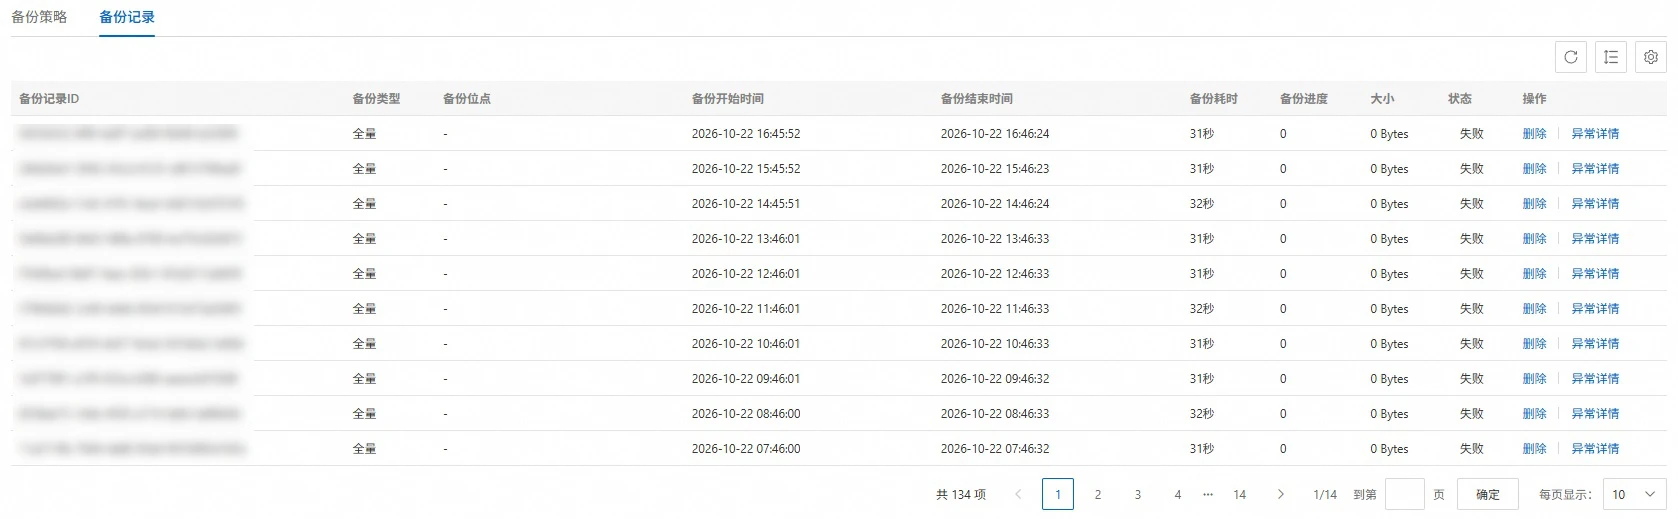 备份策略 备份记录
备份记录ID 备份类型 备份位点 备份开始时间 备份结束时间 备份耗时 备份进度 大小 状态 操作
全量 - 2026-10-22 16:45:52 2026-10-22 16:46:24 31秒 0 0 Bytes 失败 删除 异常详情
全量 - 2026-10-22 15:45:52 2026-10-22 15:46:23 31秒 0 0 Bytes 失败 删除 异常详情
全量 - 2026-10-22 14:45:51 2026-10-22 14:46:24 32秒 0 0 Bytes 失败 删除 异常详情
全量 - 2026-10-22 13:46:01 2026-10-22 13:46:33 31秒 0 0 Bytes 失败 删除 异常详情
全量 - 2026-10-22 12:46:01 2026-10-22 12:46:33 31秒 0 0 Bytes 失败 删除 异常详情
全量 - 2026-10-22 11:46:01 2026-10-22 11:46:33 32秒 0 0 Bytes 失败 删除 异常详情
全量 - 2026-10-22 10:46:01 2026-10-22 10:46:33 31秒 0 0 Bytes 失败 删除 异常详情
全量 - 2026-10-22 09:46:01 2026-10-22 09:46:32 31秒 0 0 Bytes 失败 删除 异常详情
全量 - 2026-10-22 08:46:00 2026-10-22 08:46:33 32秒 0 0 Bytes 失败 删除 异常详情
全量 - 2026-10-22 07:46:00 2026-10-22 07:46:32 31秒 0 0 Bytes 失败 删除 异常详情
共 134 项 1 2 3 4 ··· 14 1/14 到第 页 确定 每页显示: 10